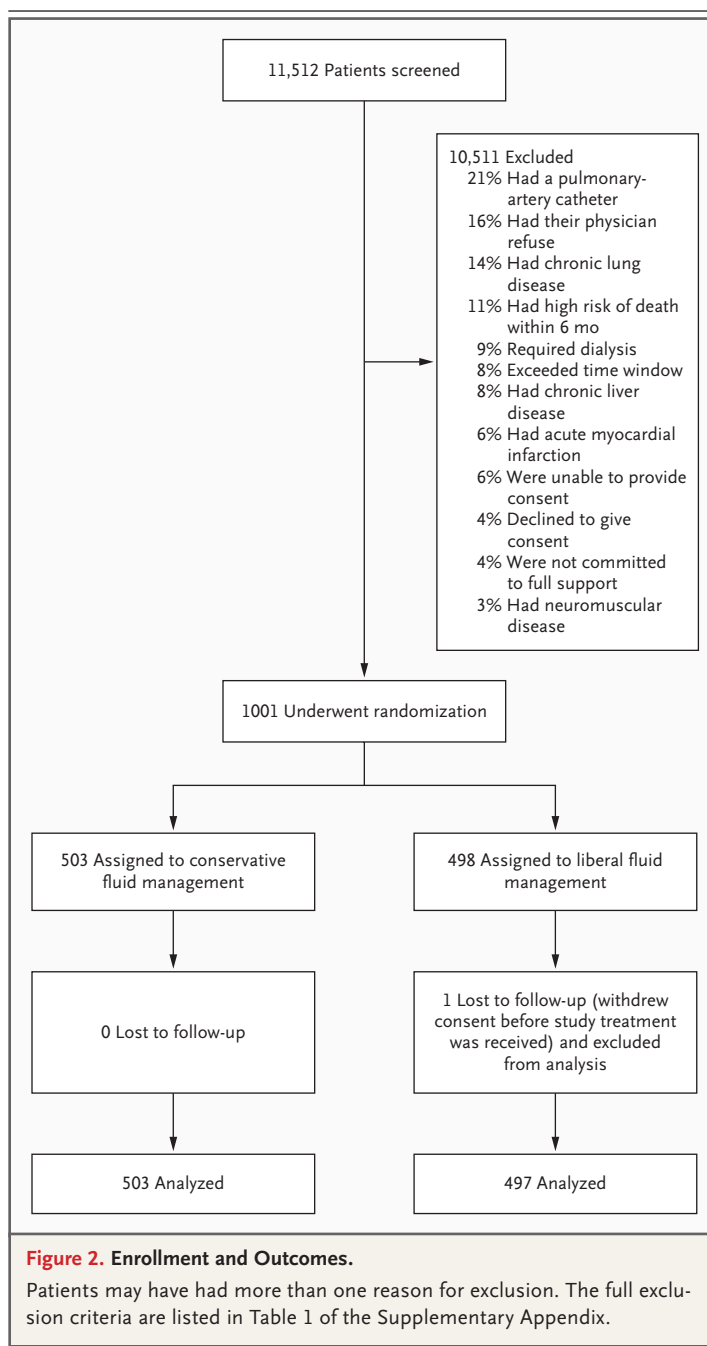 11,512 Patients screened
10,511 Excluded
21% Had a pulmonary-
artery catheter
16% Had their physician
refuse
14% Had chronic lung
disease
11% Had high risk of death
within 6 mo
9% Required dialysis
8% Exceeded time window
8% Had chronic liver
disease
6% Had acute myocardial
infarction
6% Were unable to provide
consent
4% Declined to give
consent
4% Were not committed
to full support
3% Had neuromuscular
disease
1001 Underwent randomization
503 Assigned to conservative
fluid management
498 Assigned to liberal fluid
management
0 Lost to follow-up
1 Lost to follow-up (withdrew
consent before study treatment
was received) and excluded
from analysis
503 Analyzed
497 Analyzed
Figure 2. Enrollment and Outcomes.
Patients may have had more than one reason for exclusion. The full exclu-
sion criteria are listed in Table 1 of the Supplementary Appendix.